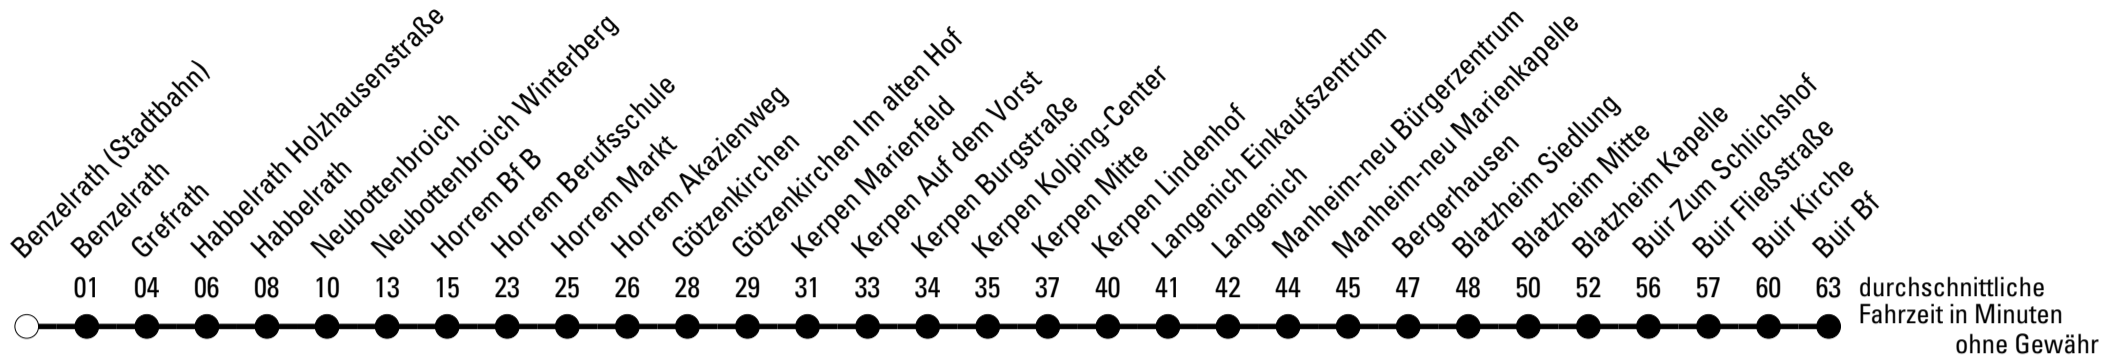 Benzelrath (Stadtbahn)
Benzelrath
Grefrath
Habbelrath Holzhausenstraße
Habbelrath
Neubottenbroich
Neubottenbroich Winterberg
Horrem Bf B
Horrem Berufsschule
Horrem Markt
Horrem Akazienweg
Götzenkirchen
Götzenkirchen Im alten Hof
Kerpen Marienfeld
Kerpen Auf dem Vorst
Kerpen Burgstraße
Kerpen Kolping-Center
Kerpen Mitte
Kerpen Lindenhof
Langenich Einkaufszentrum
Langenich
Manheim-neu Bürgerzentrum
Manheim-neu Marienkapelle
Bergerhausen
Blatzheim Siedlung
Blatzheim Mitte
Blatzheim Kapelle
Buir Zum Schlichshof
Buir Fließstraße
Buir Kirche
Buir Bf
01 04 06 08 10 13 15 23 25 26 28 29 31 33 34 35 37 40 41 42 44 45 47 48 50 52 56 57 60 63 durchschnittliche
Fahrzeit in Minuten
ohne Gewähr